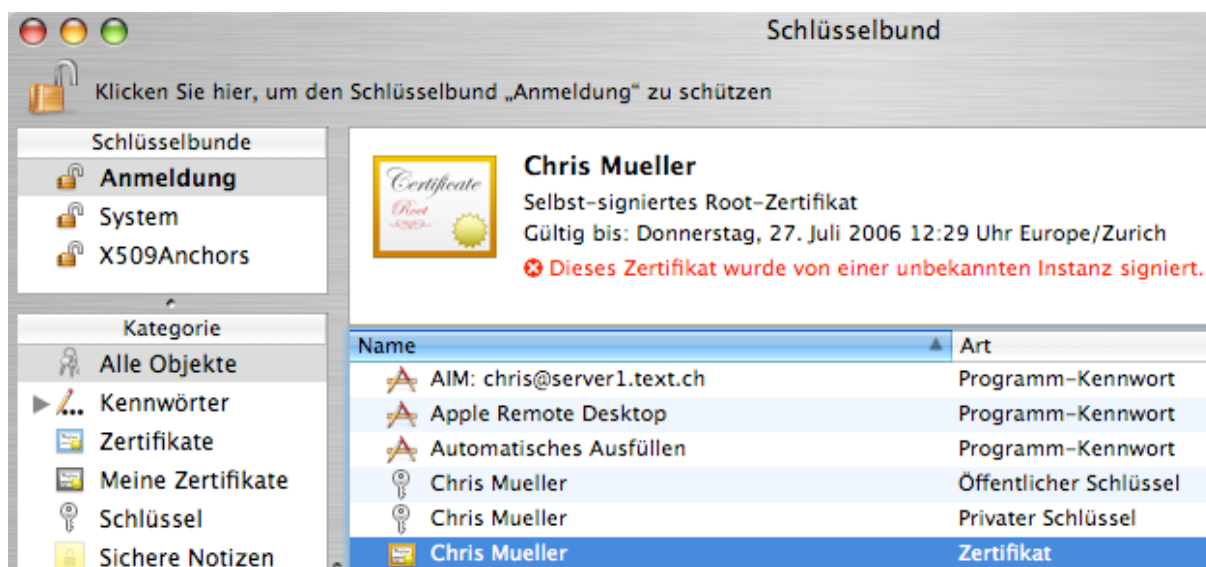 Schlüsselbund
Klicken Sie hier, um den Schlüsselbund „Anmeldung“ zu schützen
Schlüsselbunde
Anmeldung
System
X509Anchors
Certificate
Root
Chris Mueller
Selbst-signiertes Root-Zertifikat
Gültig bis: Donnerstag, 27. Juli 2006 12:29 Uhr Europe/Zurich
Dieses Zertifikat wurde von einer unbekannten Instanz signiert.
Kategorie
Alle Objekte
Kennwörter
Zertifikate
Meine Zertifikate
Schlüssel
Sichere Notizen
Name Art
AIM: chris@server1.text.ch Programm-Kennwort
Apple Remote Desktop Programm-Kennwort
Automatisches Ausfüllen Programm-Kennwort
Chris Mueller Öffentlicher Schlüssel
Chris Mueller Privater Schlüssel
Chris Mueller Zertifikat